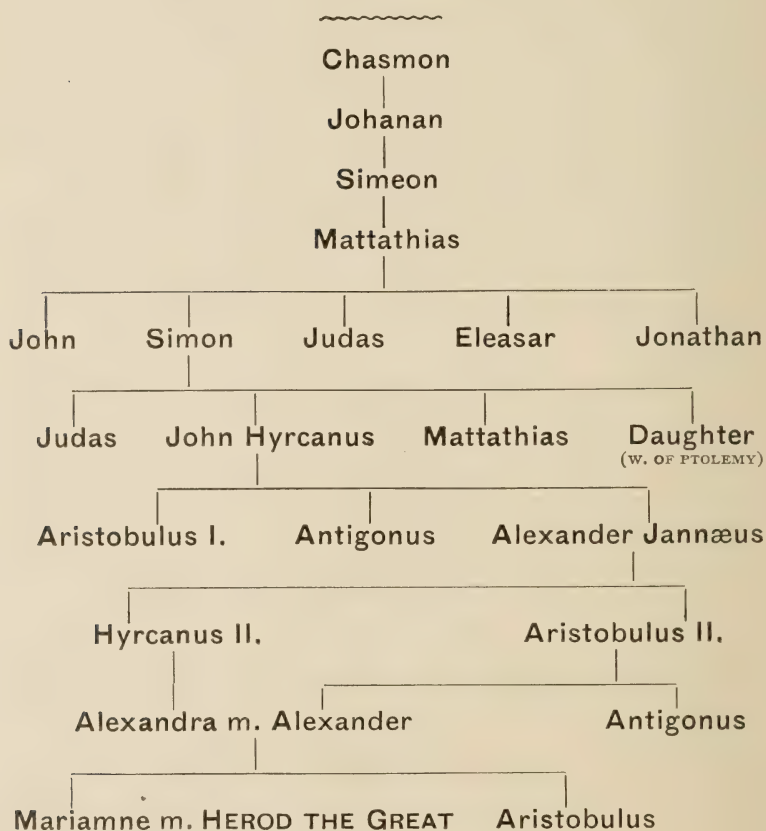 Chasmon
Johanan
Simeon
Mattathias
John Simon Judas Eleasar Jonathan
Judas John Hyrcanus Mattathias Daughter
(W. OF PTOLEMY)
Aristobulus I. Antigonus Alexander Jannæus
Hyrcanus II. Aristobulus II.
Alexandra m. Alexander Antigonus
Mariamne m. HEROD THE GREAT Aristobulus